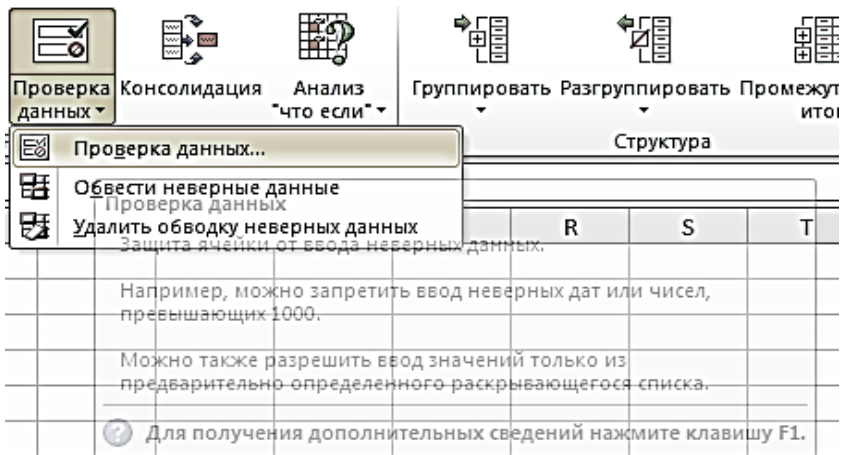 Проверка данных
Консолидация
Анализ "что если"
Группировать
Разгруппировать
Промежут
итог
Структура
Проверка данных...
Обвести неверные данные
Удалить обводку неверных данных
R S T
Проверка данных
Защита ячейки от ввода неверных данных.
Например, можно запретить ввод неверных дат или чисел,
превышающих 1000.
Можно также разрешить ввод значений только из
предварительно определенного раскрывающегося списка.
Для получения дополнительных сведений нажмите клавишу F1.